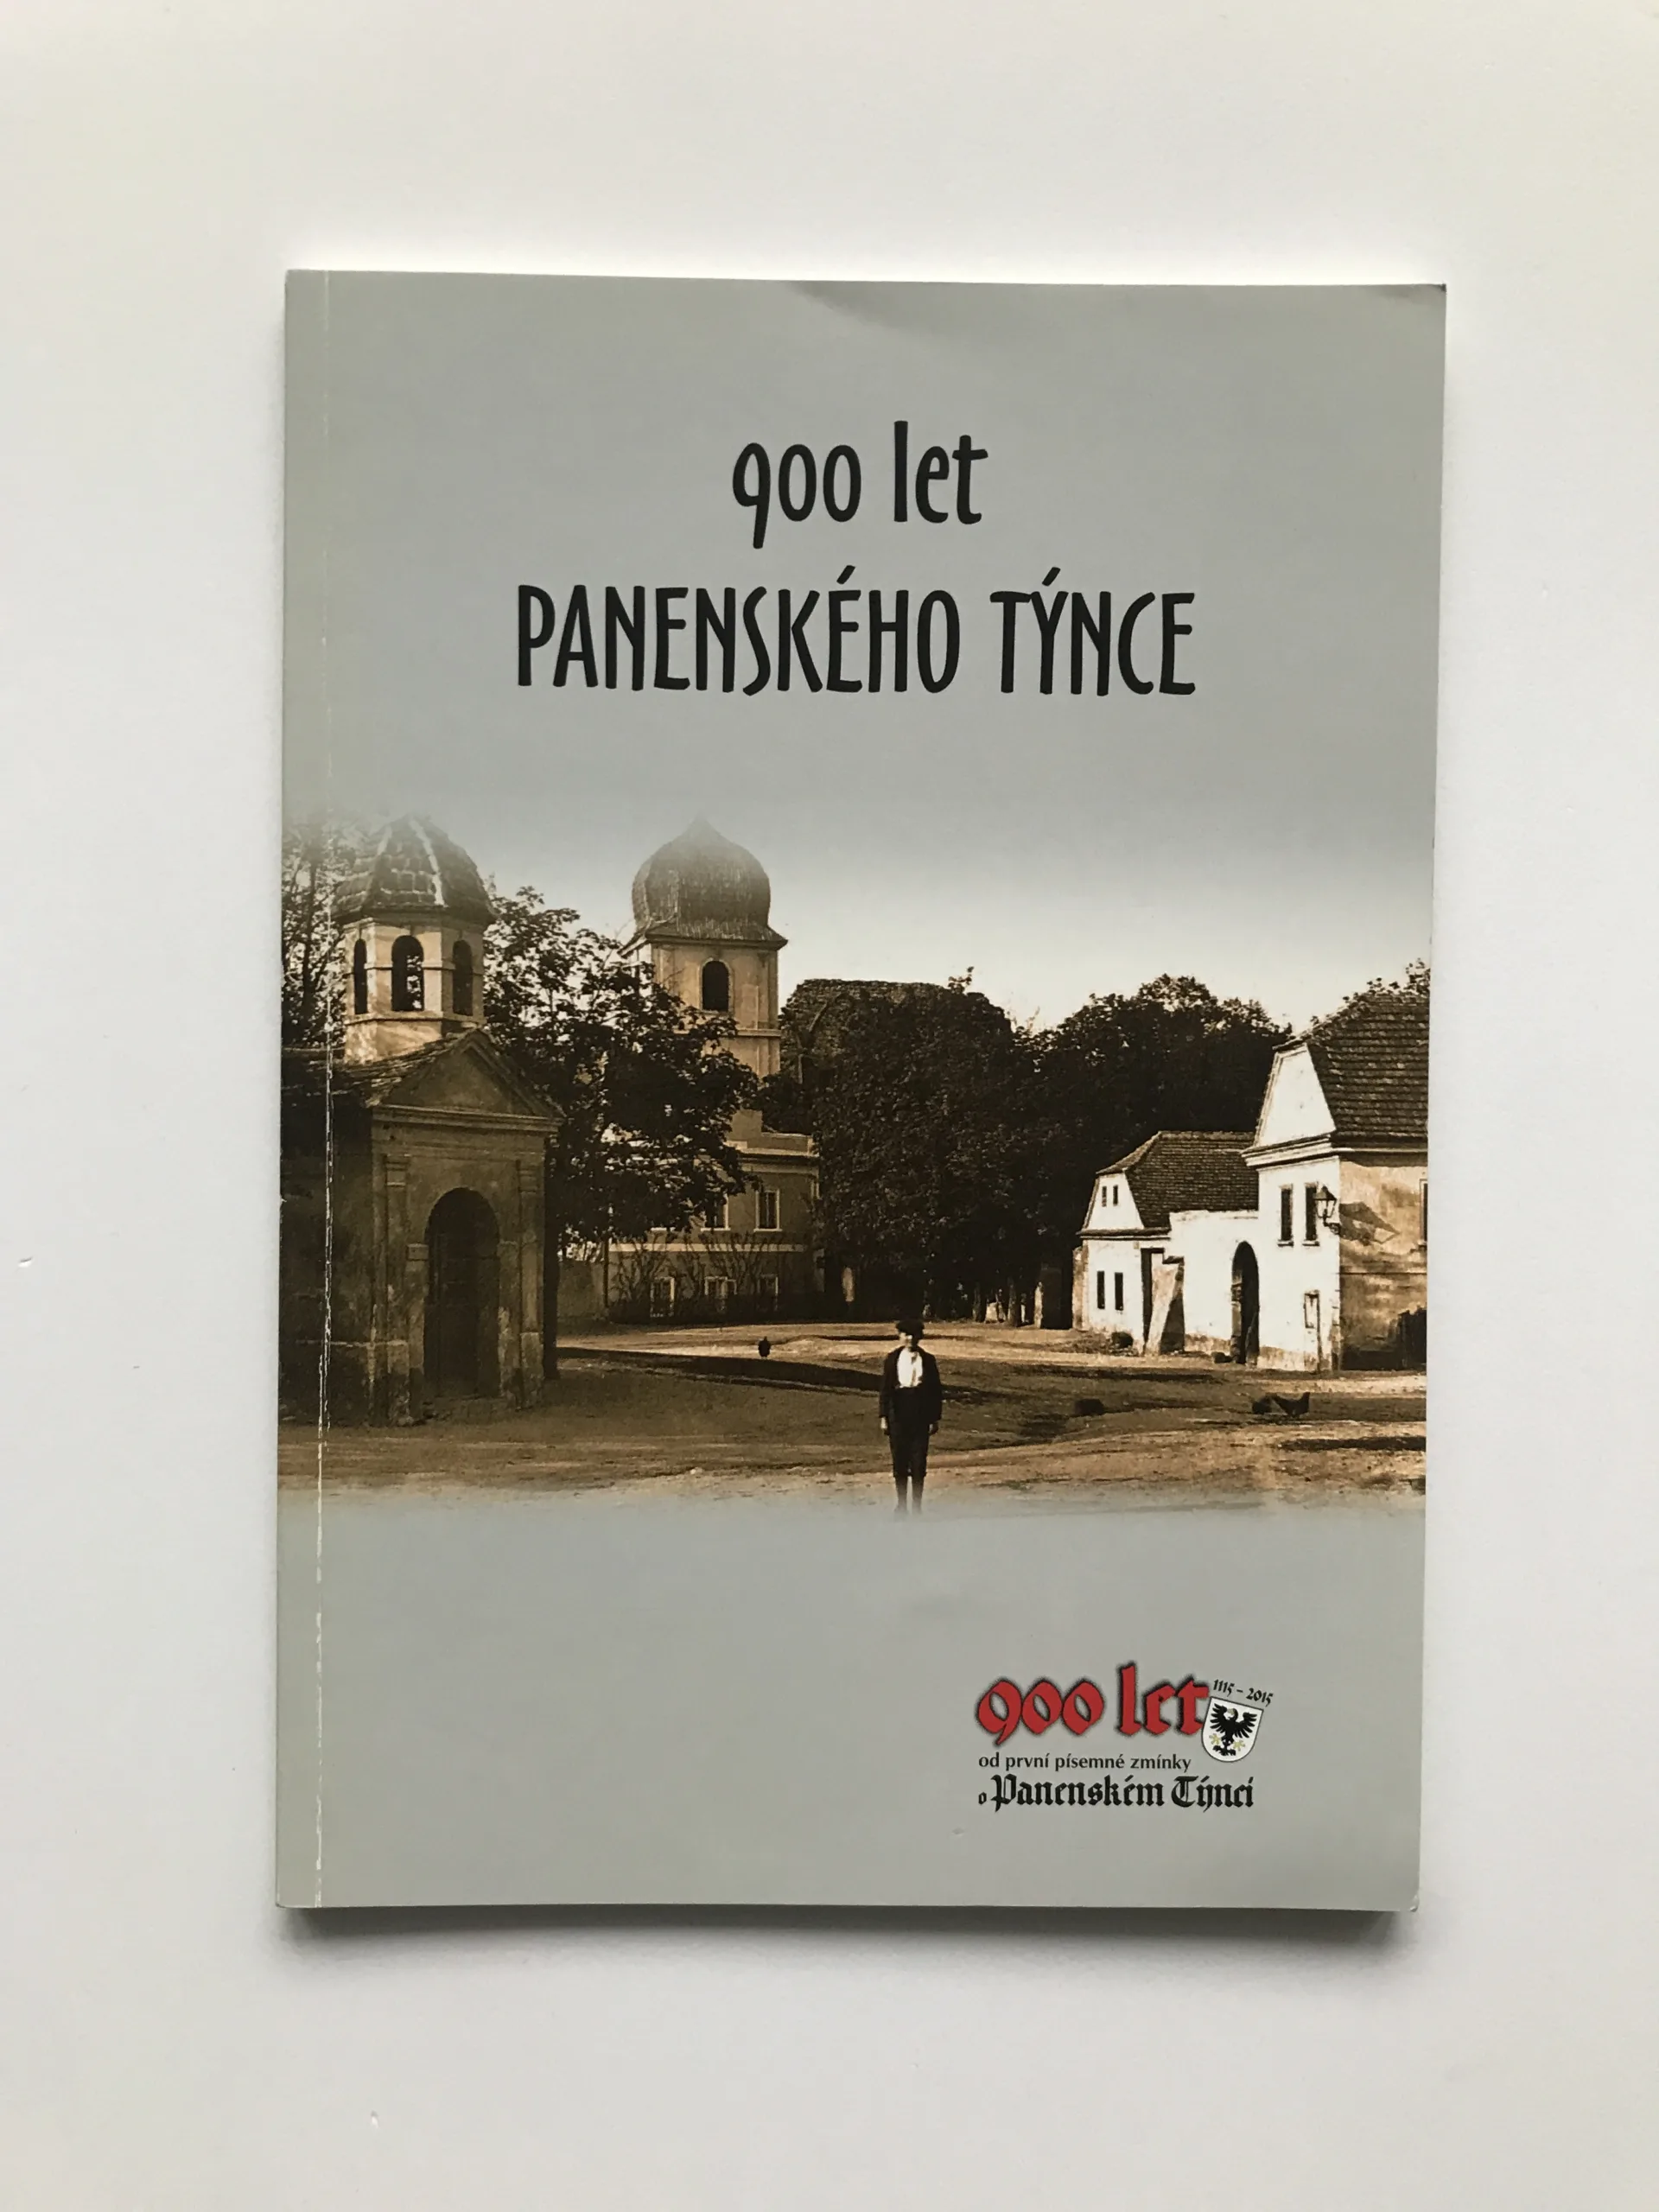 900 let
PANENSKÉHO TÝNCE
900 let
1115 – 2015
od první písemné zmínky
o Panenském Týnci